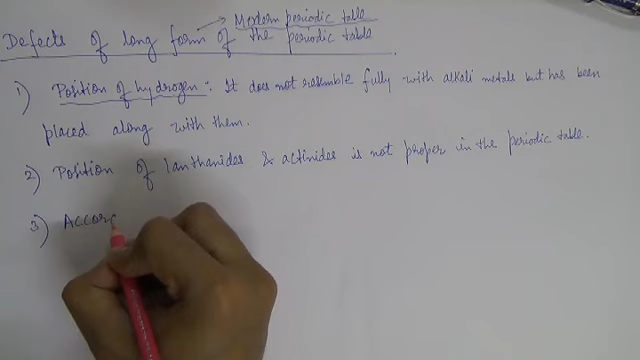 Modern periodic table
Defects of long form of the periodic table
1) Position of hydrogen :- It does not resemble fully with alkali metals but has been
placed along with them.
2) Position of lanthanides & actinides is not proper in the periodic table.
3) Accor